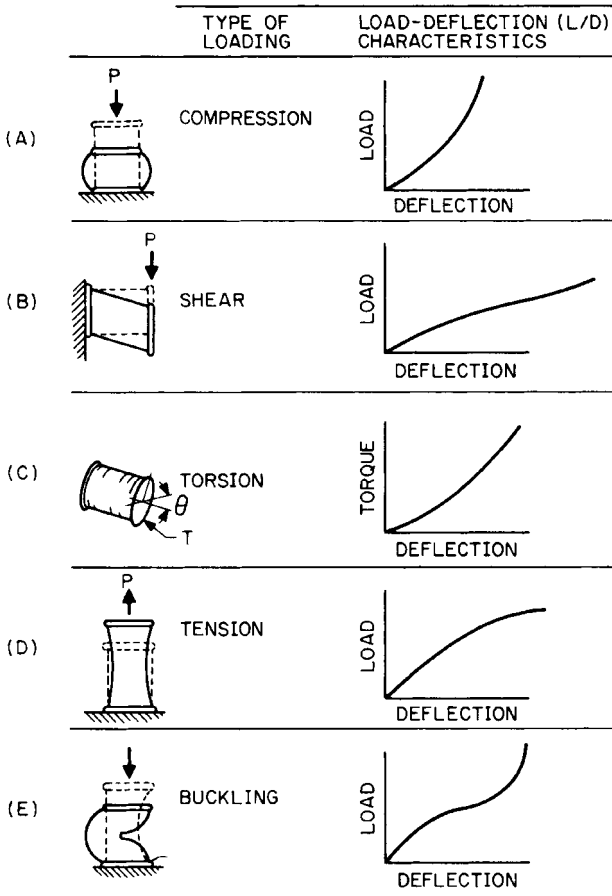 TYPE OF LOADING
LOAD-DEFLECTION (L/D) CHARACTERISTICS
(A)
P
COMPRESSION
LOAD
DEFLECTION
(B)
P
SHEAR
LOAD
DEFLECTION
(C)
TORSION
θ
T
TORQUE
DEFLECTION
(D)
P
TENSION
LOAD
DEFLECTION
(E)
BUCKLING
LOAD
DEFLECTION